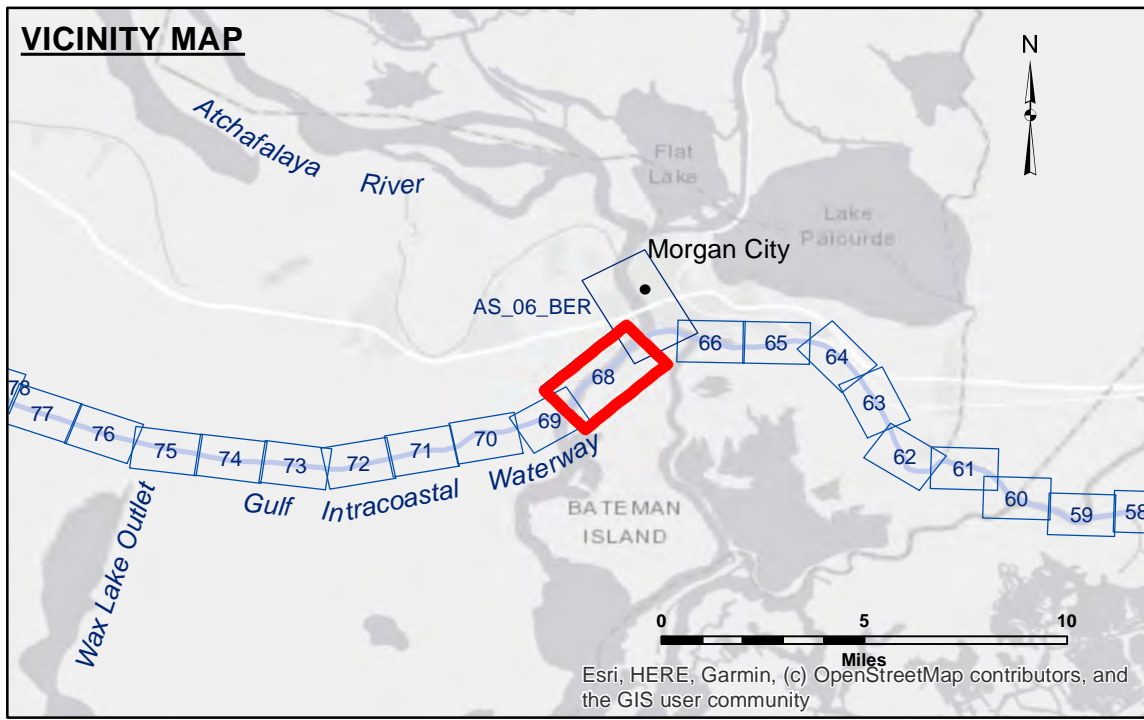 VICINITY MAP
N
Atchafalaya
River
Flat
Lake
Lake
Palourde
Morgan City
AS_06_BER
66
65
64
68
63
78
77
69
76
70
62
75
71
61
74
73
72
60
59
58
Gulf
Intracoastal
Waterway
Wax Lake Outlet
BATEMAN
ISLAND
0
5
10
Miles
Esri, HERE, Garmin, (c) OpenStreetMap contributors, and
the GIS user community